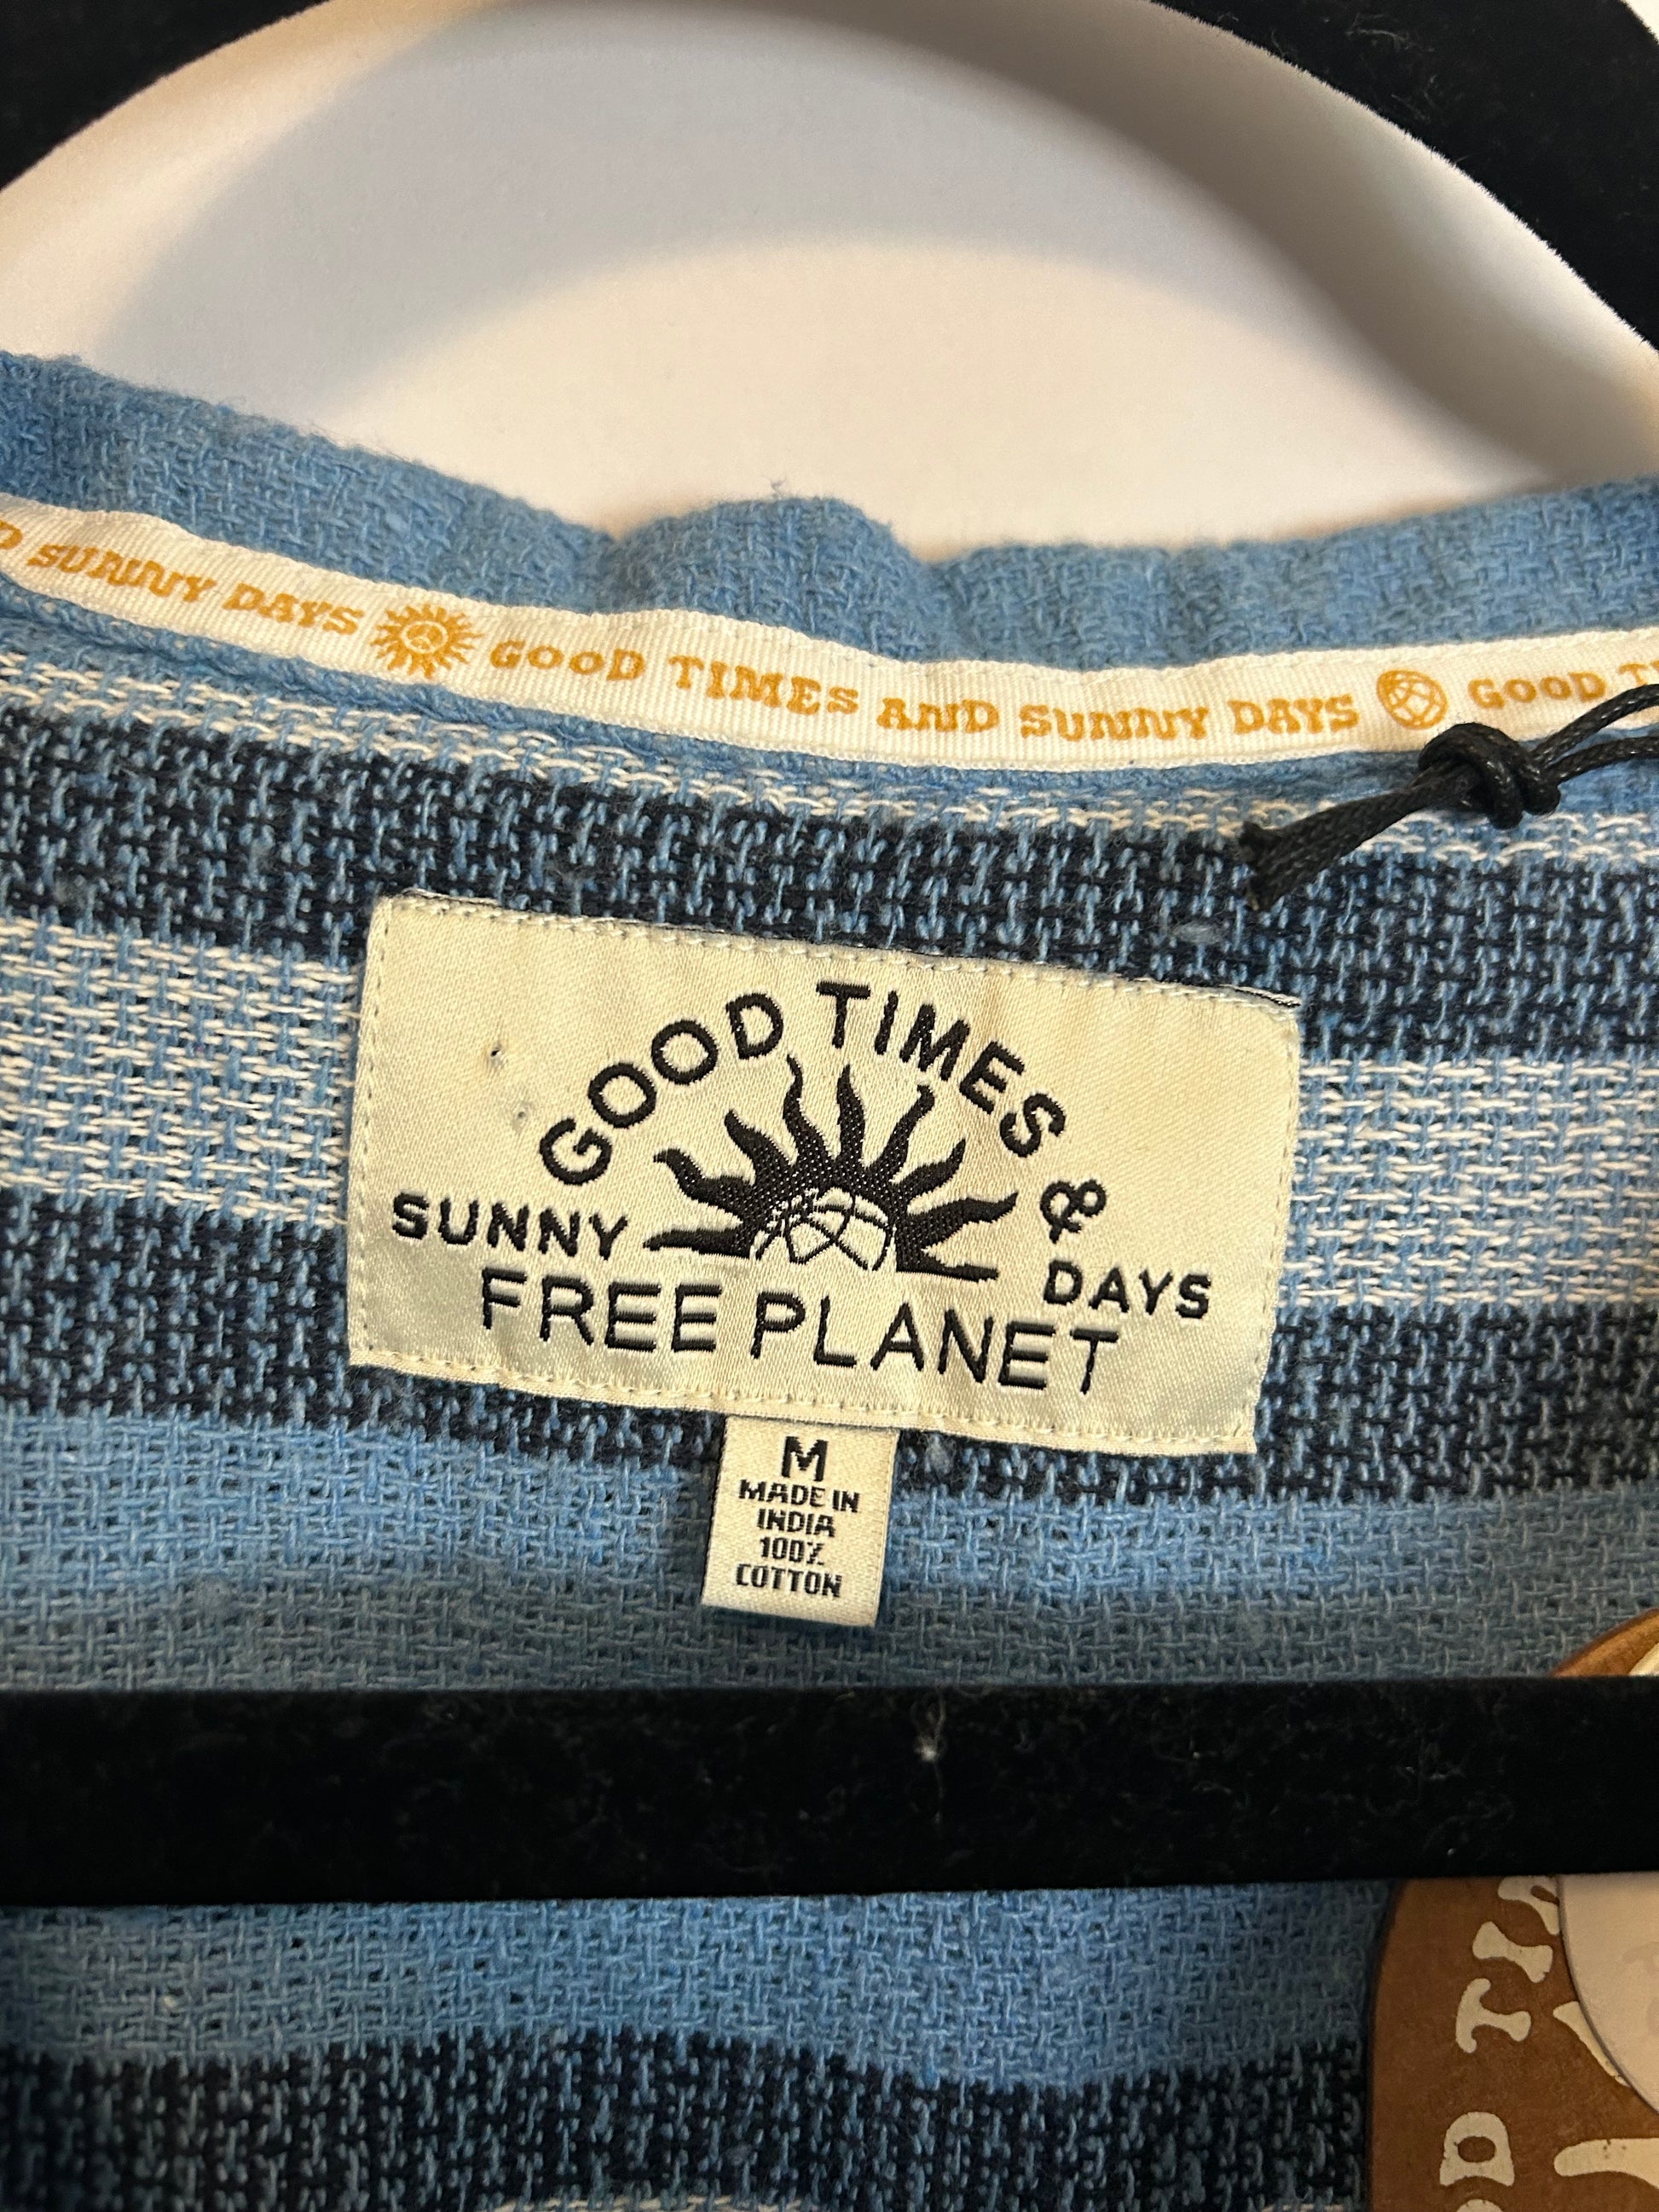 D SUNNY DAYS GOOD TIMES AND SUNNY DAYS GOOD T
GOOD TIMES &
SUNNY DAYS
FREE PLANET
M
MADE IN
INDIA
100%
COTTON